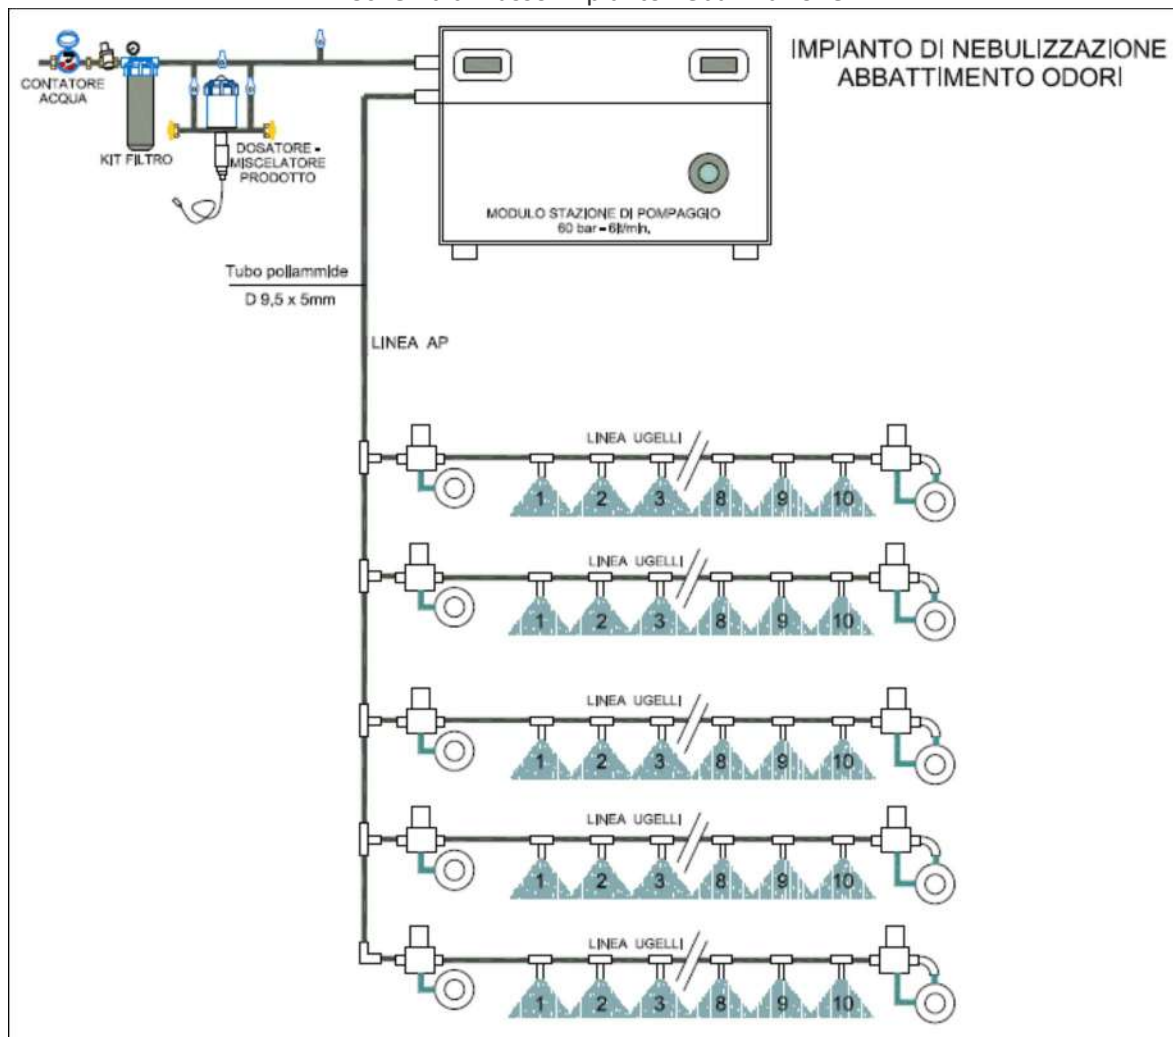 IMPIANTO DI NEBULIZZAZIONE
ABBATTIMENTO ODORI
CONTATORE
ACQUA
KIT FILTRO
DOSATORE -
MISCELATORE
PRODOTTO
MODULO STAZIONE DI POMPAGGIO
60 bar - 6lt/min.
Tubo poliammide
D 9,5 x 5mm
LINEA AP
LINEA UGELLI
1 2 3 8 9 10
LINEA UGELLI
1 2 3 8 9 10
LINEA UGELLI
1 2 3 8 9 10
LINEA UGELLI
1 2 3 8 9 10
LINEA UGELLI
1 2 3 8 9 10